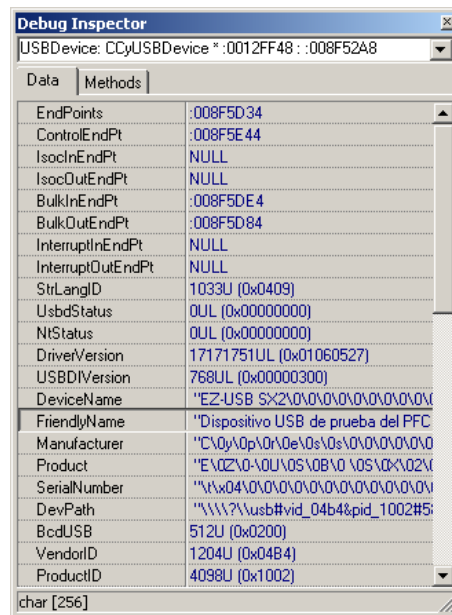 Debug Inspector
USBDevice: CCyUSBDevice * :0012FF48 : :008F52A8
Data Methods
EndPoints :008F5D34
ControlEndPt :008F5E44
IsocInEndPt NULL
IsocOutEndPt NULL
BulkInEndPt :008F5DE4
BulkOutEndPt :008F5D84
InterruptInEndPt NULL
InterruptOutEndPt NULL
StrLangID 1033U (0x0409)
UsbdStatus 0UL (0x00000000)
NtStatus 0UL (0x00000000)
DriverVersion 17171751UL (0x01060527)
USBDIVersion 768UL (0x00000300)
DeviceName "EZ-USB SX2\0\0\0\0\0\0\0\0\0\0\(
FriendlyName "Dispositivo USB de prueba del PFC
Manufacturer "C\0y\0p\0r\0e\0s\0s\0\0\0\0\0\0
Product "E\0Z\0-\0U\0S\0B\0 \0S\0X\02\(
SerialNumber "\t\x04\0\0\0\0\0\0\0\0\0\0\0\0\0\
DevPath "\\\\?\\usb#vid_04b4&pid_1002#5
BcdUSB 512U (0x0200)
VendorID 1204U (0x04B4)
ProductID 4098U (0x1002)
char [256]